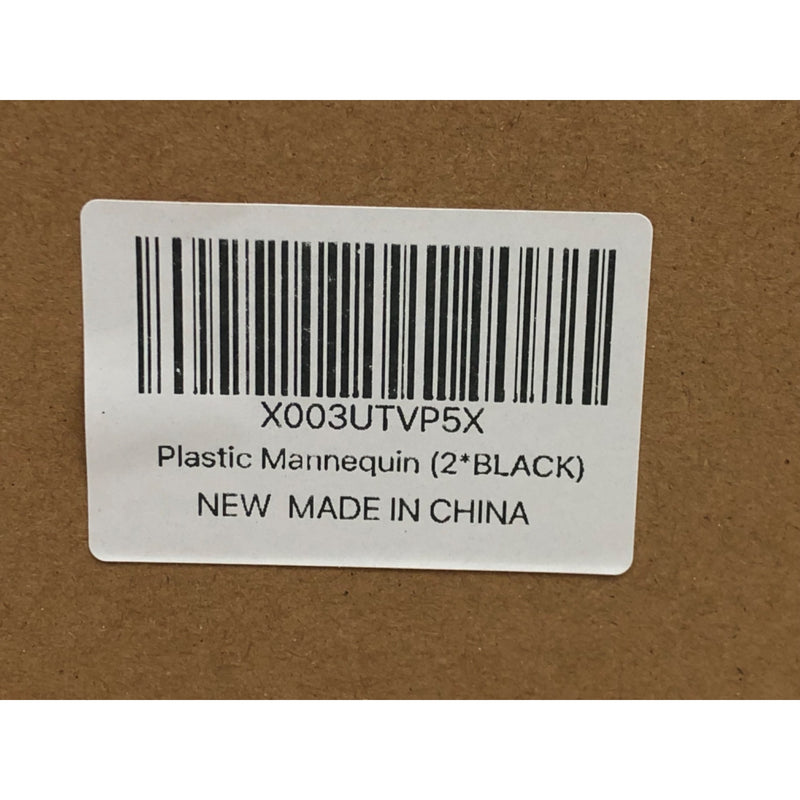 X003UTVP5X
Plastic Mannequin (2*BLACK)
NEW MADE IN CHINA